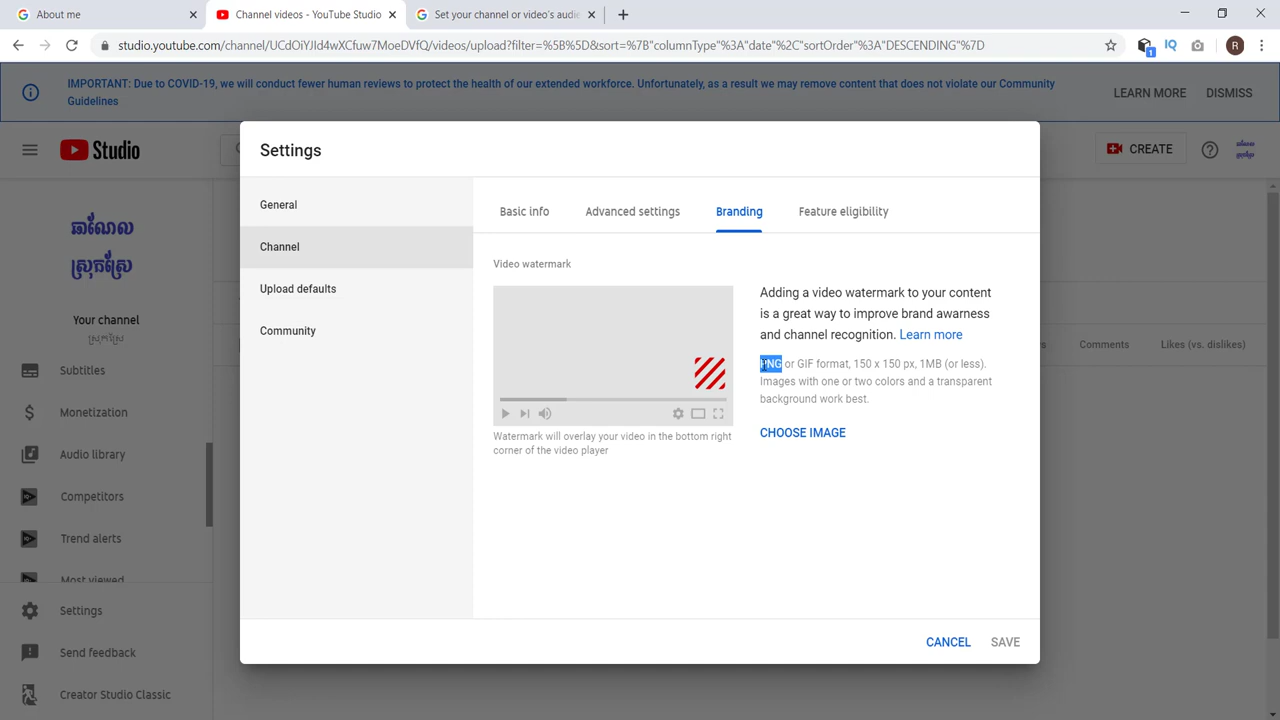 About me
Channel videos - YouTube Studio
Set your channel or video's audie
studio.youtube.com/channel/UCdOiYJId4wXCfuw7MoeDVfQ/videos/upload?filter=%5B%5D&sort=%7B"columnType"%3A"date"%2C"sortOrder"%3A"DESCENDING"%7D
1
IQ
R
IMPORTANT: Due to COVID-19, we will conduct fewer human reviews to protect the health of our extended workforce. Unfortunately, as a result we may remove content that does not violate our Community
Guidelines
LEARN MORE
DISMISS
Studio
CREATE
Settings
General
Channel
Upload defaults
Community
Basic info
Advanced settings
Branding
Feature eligibility
Video watermark
Watermark will overlay your video in the bottom right
corner of the video player
Adding a video watermark to your content
is a great way to improve brand awarness
and channel recognition. Learn more
PNG or GIF format, 150 x 150 px, 1MB (or less).
Images with one or two colors and a transparent
background work best.
CHOOSE IMAGE
CANCEL
SAVE
ឆាណែល
ស្រុកស្រែ
Your channel
ស្រុកស្រែ
Subtitles
Monetization
Audio library
Competitors
Trend alerts
Most viewed
Settings
Send feedback
Creator Studio Classic
Comments
Likes (vs. dislikes)